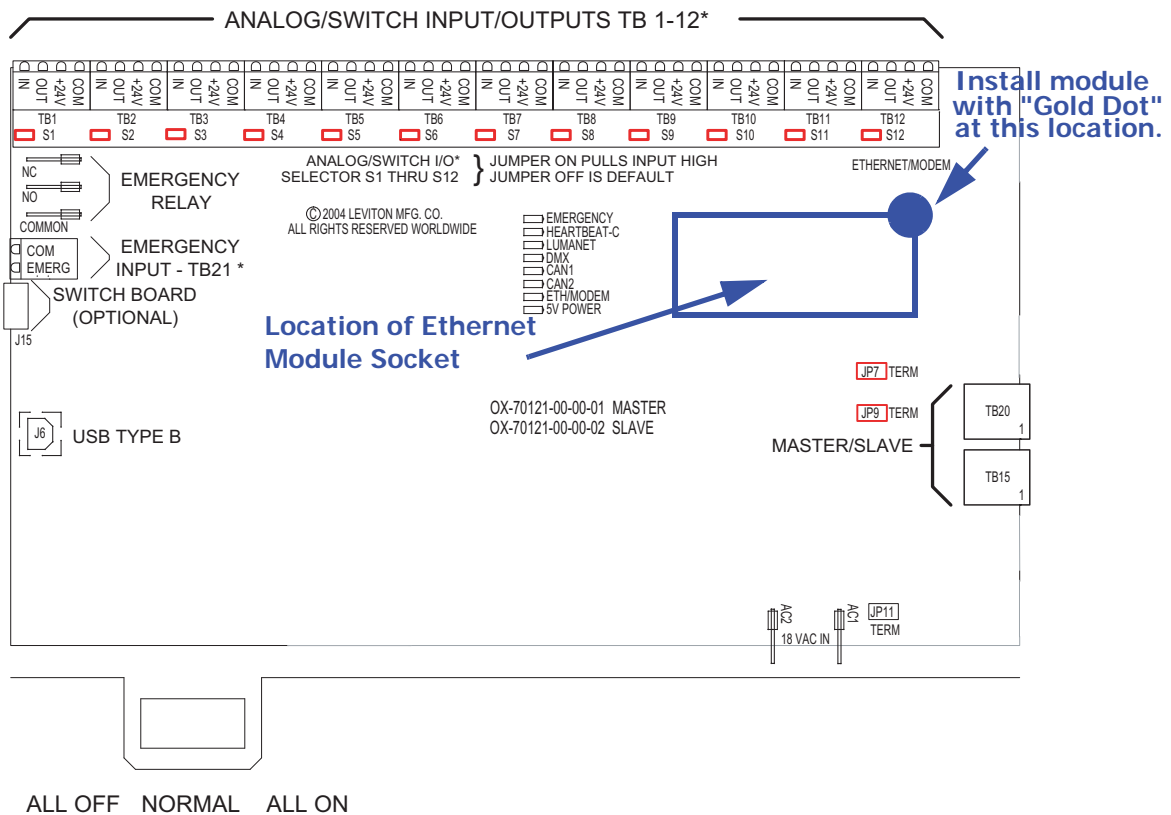 ANALOG/SWITCH INPUT/OUTPUTS TB 1-12*
IN OUT +24V COM IN OUT +24V COM IN OUT +24V COM IN OUT +24V COM IN OUT +24V COM IN OUT +24V COM IN OUT +24V COM IN OUT +24V COM IN OUT +24V COM IN OUT +24V COM IN OUT +24V COM IN OUT +24V COM
TB1 TB2 TB3 TB4 TB5 TB6 TB7 TB8 TB9 TB10 TB11 TB12
S1 S2 S3 S4 S5 S6 S7 S8 S9 S10 S11 S12
Install module
with "Gold Dot"
at this location.
NC
NO
COMMON
EMERGENCY
RELAY
ANALOG/SWITCH I/O*
SELECTOR S1 THRU S12
} JUMPER ON PULLS INPUT HIGH
JUMPER OFF IS DEFAULT
ETHERNET/MODEM
©2004 LEVITON MFG. CO.
ALL RIGHTS RESERVED WORLDWIDE
EMERGENCY
HEARTBEAT-C
LUMANET
DMX
CAN1
CAN2
ETH/MODEM
5V POWER
COM
EMERG
EMERGENCY
INPUT - TB21 *
SWITCH BOARD
(OPTIONAL)
J15
Location of Ethernet
Module Socket
JP7 TERM
JP9 TERM
OX-70121-00-00-01 MASTER
OX-70121-00-00-02 SLAVE
MASTER/SLAVE
TB20
1
TB15
1
J6
USB TYPE B
AC2
18 VAC IN
AC1
JP11
TERM
ALL OFF NORMAL ALL ON